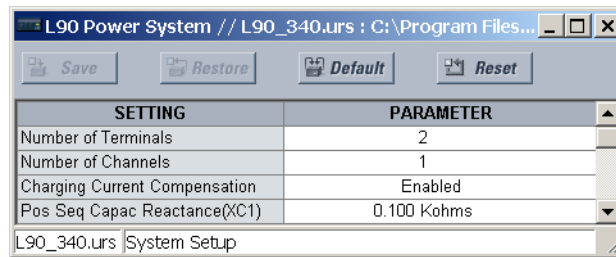 L90 Power System // L90_340.urs : C:\Program Files...
Save Restore Default Reset
SETTING PARAMETER
Number of Terminals 2
Number of Channels 1
Charging Current Compensation Enabled
Pos Seq Capac Reactance(XC1) 0.100 Kohms
L90_340.urs System Setup